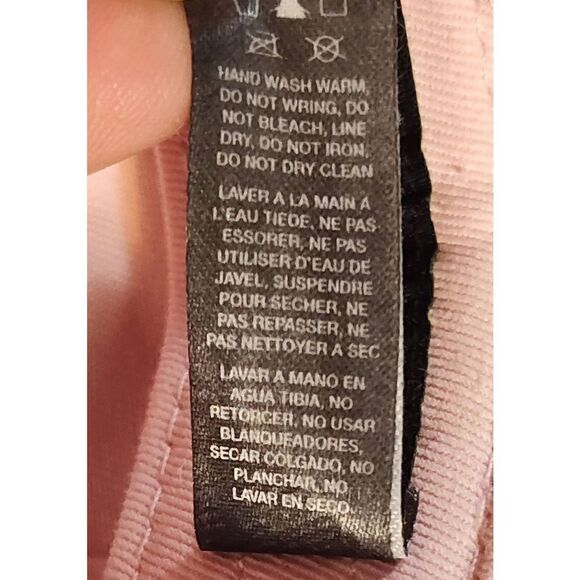 HAND WASH WARM,
DO NOT WRING, DO
NOT BLEACH, LINE
DRY, DO NOT IRON,
DO NOT DRY CLEAN
LAVER A LA MAIN A
L'EAU TIEDE, NE PAS
ESSORER, NE PAS
UTILISER D'EAU DE
JAVEL, SUSPENDRE
POUR SECHER, NE
PAS REPASSER, NE
PAS NETTOYER A SEC
LAVAR A MANO EN
AGUA TIBIA, NO
RETORCER, NO USAR
BLANQUEADORES,
SECAR COLGADO, NO
PLANCHAR, NO
LAVAR EN SECO.